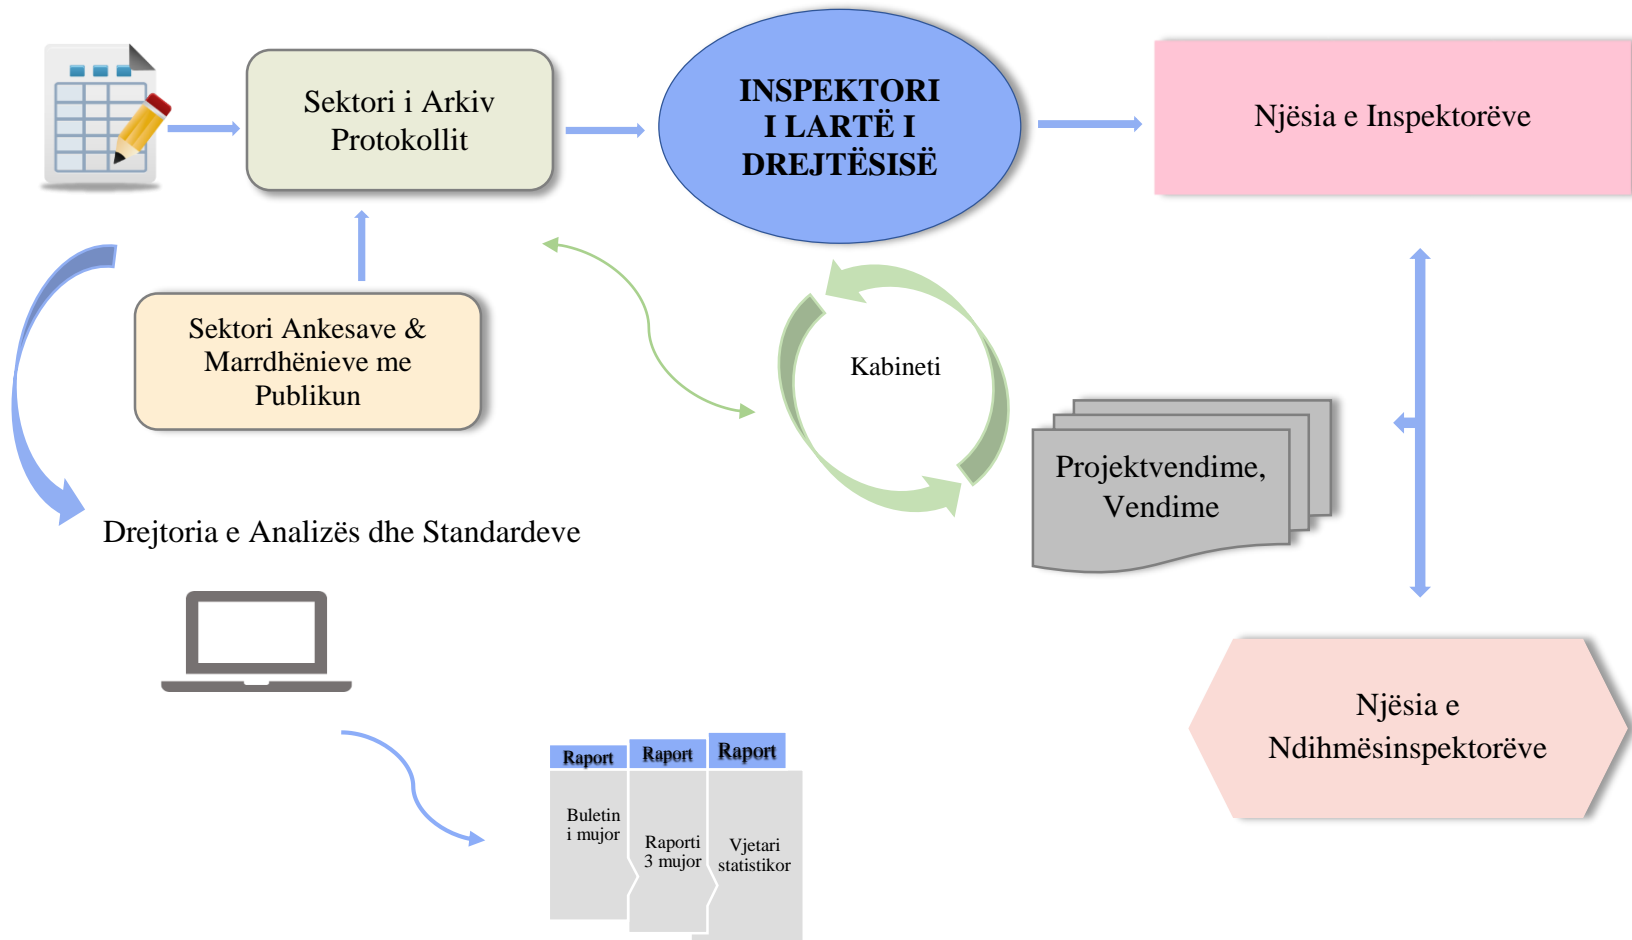 Sektori i Arkiv
Protokollit
INSPEKTORI
I LARTË I
DREJTËSISË
Njësia e Inspektorëve
Sektori Ankesave &
Marrdhënieve me
Publikun
Kabineti
Projektvendime,
Vendime
Drejtoria e Analizës dhe Standardeve
Njësia e
Ndihmësinspektorëve
Raport
Buletin
i mujor
Raport
Raporti
3 mujor
Raport
Vjetari
statistikor